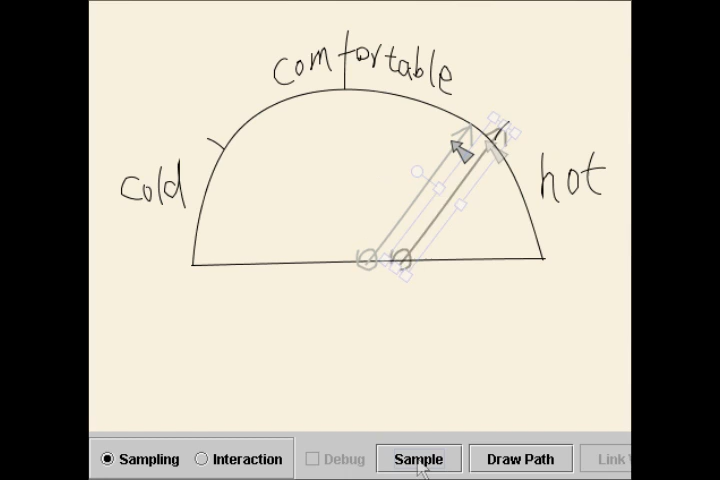 comfortable
cold
hot
Sampling Interaction Debug Sample Draw Path Link